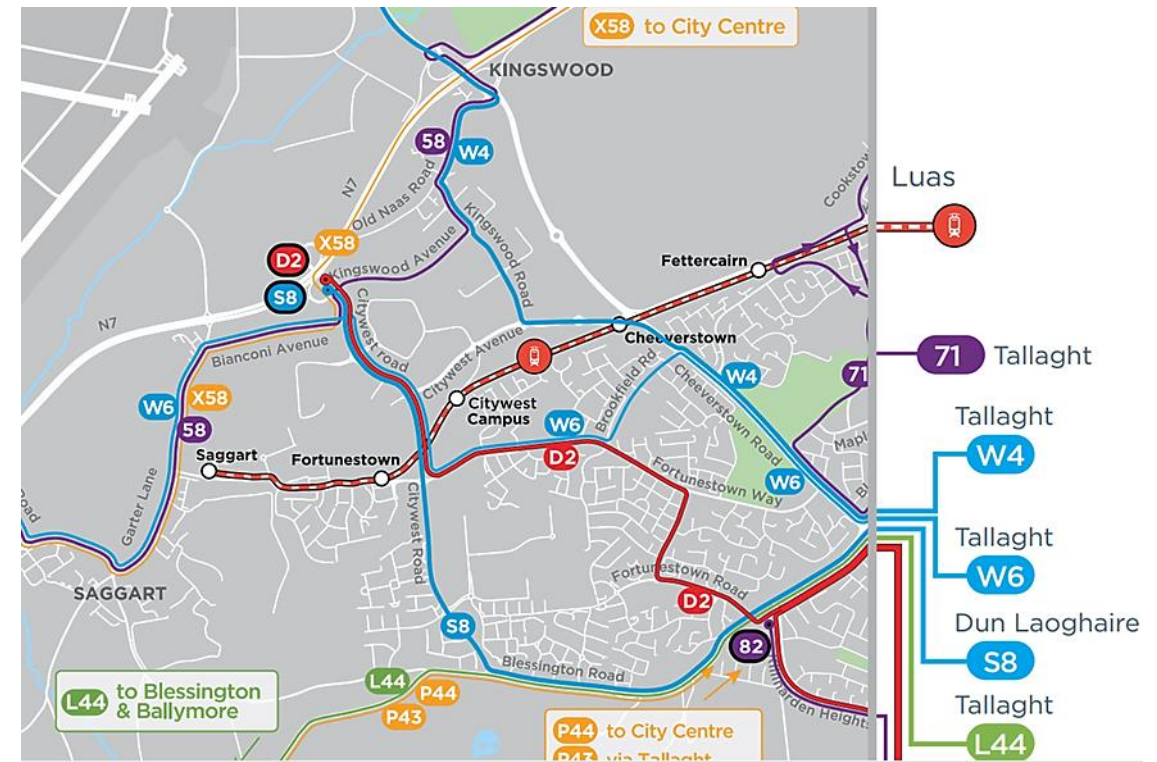 X58 to City Centre
KINGSWOOD
58
W4
Old Naas Road
N7
Luas
X58
D2
S8
Kingswood Avenue
Kingswood Road
Fettercairn
N7
Bianconi Avenue
Citywest road
Citywest Avenue
Cheeverstown
Brookfield Rd
Cheeverstown Road
W4
71 Tallaght
71
W6
X58
58
Citywest
Campus
W6
D2
Tallaght
W4
Saggart
Fortunestown
Fortunestown Way
W6
Garter Lane
Citywest Road
Tallaght
W6
SAGGART
Fortunestown Road
D2
Dun Laoghaire
S8
S8
82
Blessington Road
L44 to Blessington
& Ballymore
L44
P44
P43
Tallaght
L44
P44 to City Centre
P43 via Tallaght